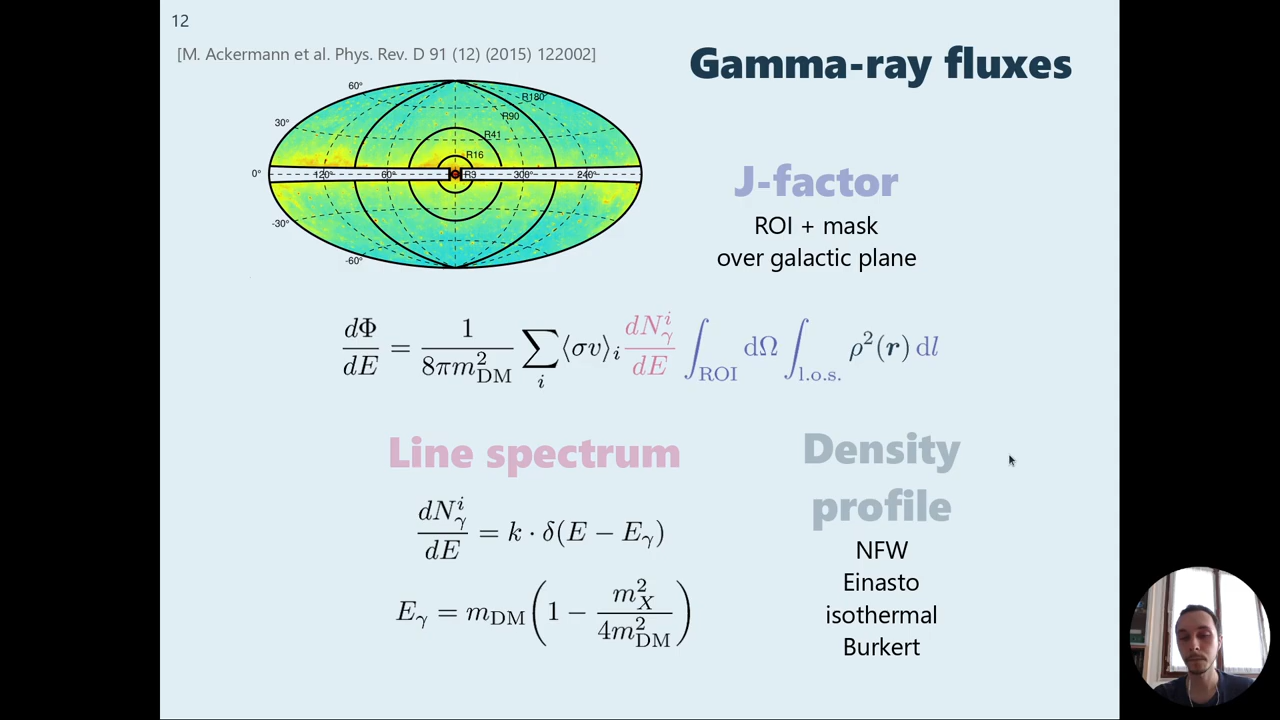 12
[M. Ackermann et al. Phys. Rev. D 91 (12) (2015) 122002]
Gamma-ray fluxes
60°
R180
R90
30°
R41
R16
0°
120°
60°
R3
300°
240°
-30°
-60°
J-factor
ROI + mask
over galactic plane
dΦ/dE = 1/(8πm²_DM) ∑_i ⟨σv⟩_i dN^i_γ/dE ∫_ROI dΩ ∫_l.o.s. ρ²(r) dl
Line spectrum
dN^i_γ/dE = k · δ(E − E_γ)
E_γ = m_DM(1 − m²_X/4m²_DM)
Density
profile
NFW
Einasto
isothermal
Burkert